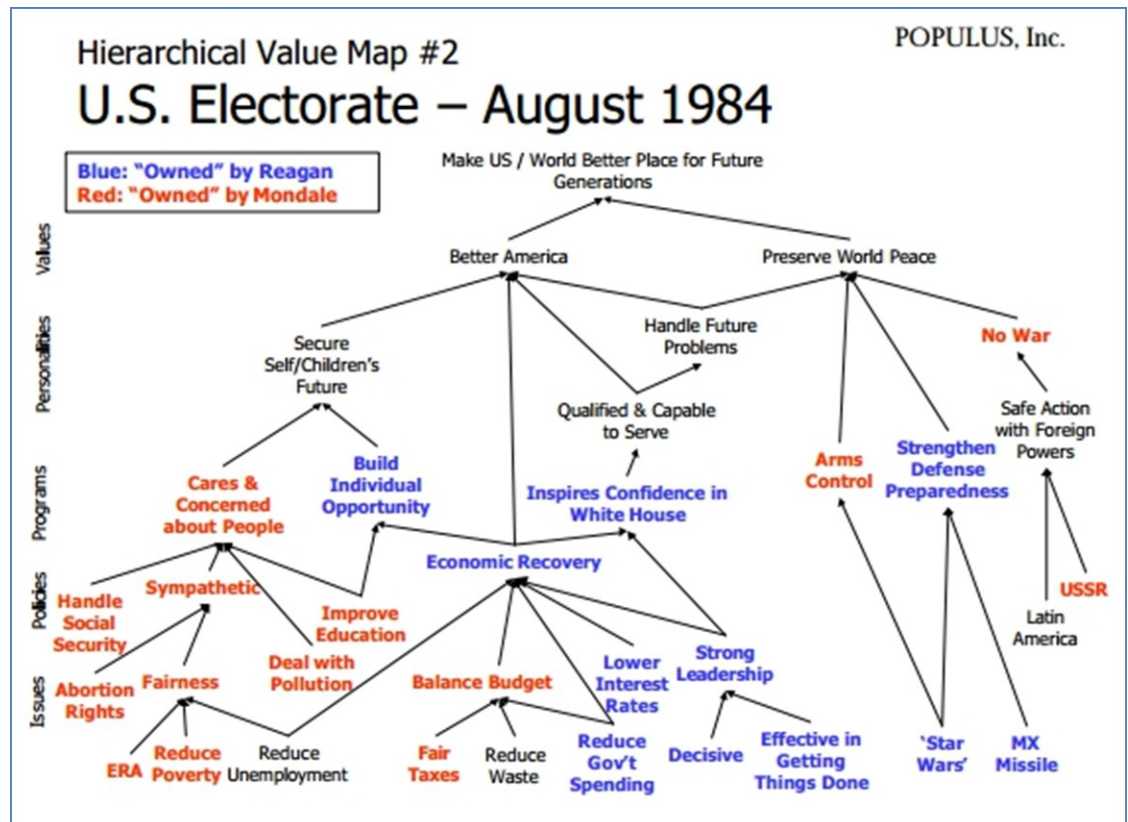 POPULUS, Inc.
Hierarchical Value Map #2
U.S. Electorate – August 1984
Blue: “Owned” by Reagan
Red: “Owned” by Mondale
Make US / World Better Place for Future
Generations
Values
Better America
Preserve World Peace
Personalities
Secure
Self/Children’s
Future
Handle Future
Problems
No War
Qualified & Capable
to Serve
Safe Action
with Foreign
Powers
Programs
Cares &
Concerned
about People
Build
Individual
Opportunity
Inspires Confidence in
White House
Arms
Control
Strengthen
Defense
Preparedness
Economic Recovery
Policies
Handle
Social
Security
Sympathetic
Improve
Education
USSR
Latin
America
Issues
Abortion
Rights
Fairness
Deal with
Pollution
Balance Budget
Lower
Interest
Rates
Strong
Leadership
ERA
Reduce
Poverty
Reduce
Unemployment
Fair
Taxes
Reduce
Waste
Reduce
Gov’t
Spending
Decisive
Effective in
Getting
Things Done
‘Star
Wars’
MX
Missile